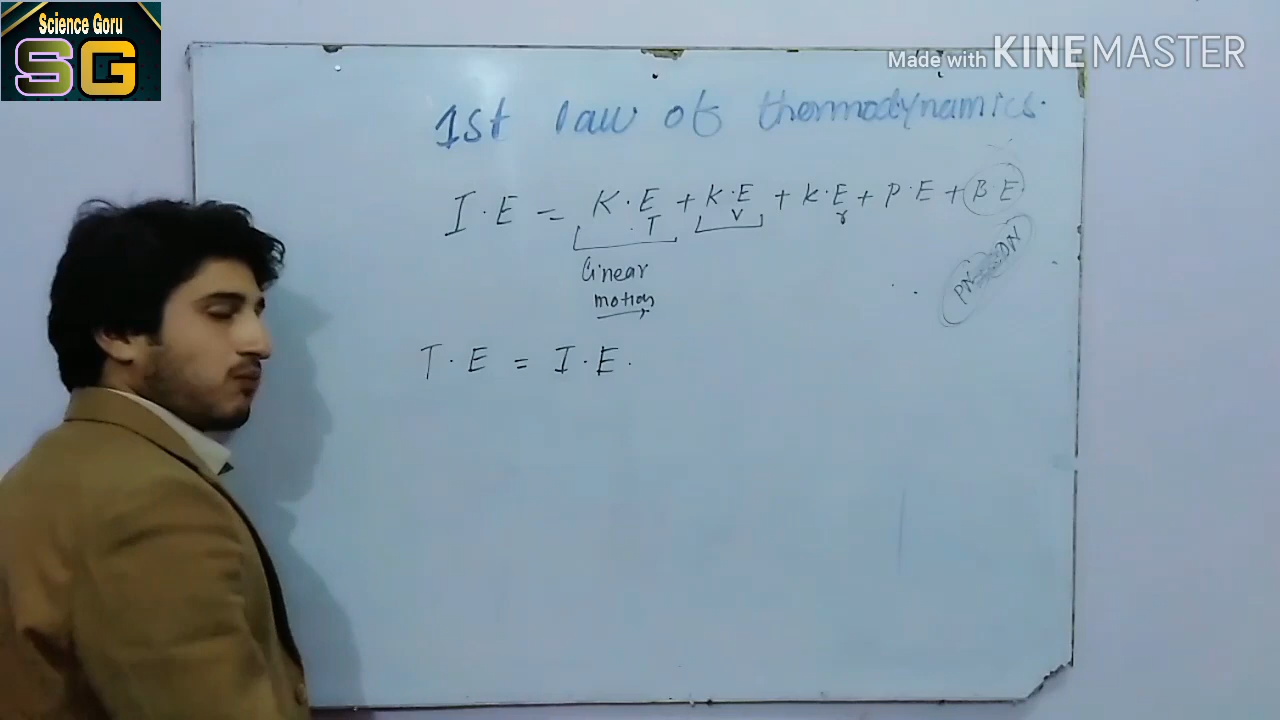 Science Goru
SG
Made with KINEMASTER
1st law of thermodynamics.
I.E = K.E T + K.E v + K.E r + P.E + B E
Linear
motion
T.E = I.E.